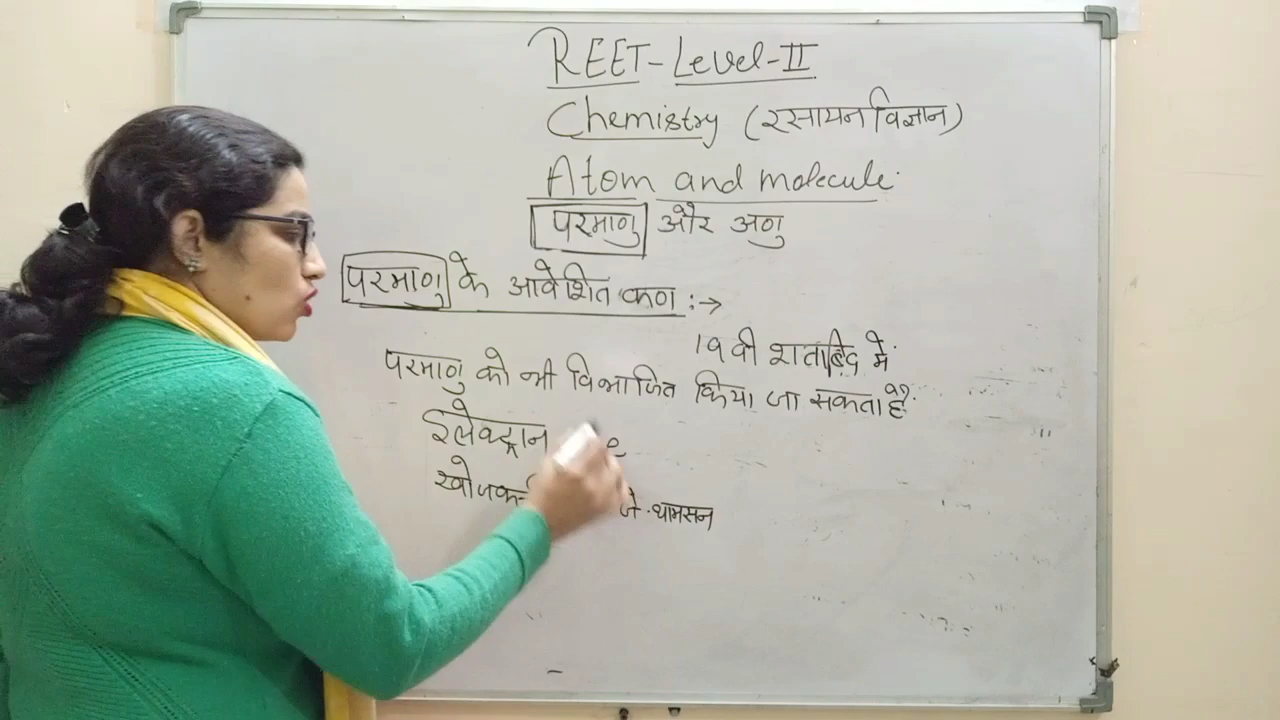 REET-Level-II
Chemistry (रसायन विज्ञान)
Atom and molecule.
परमाणु और अणु
परमाणु के आवेशित कण :→
19वी शताब्दि में
परमाणु को भी विभाजित किया जा सकता है।
इलेक्ट्रान e
जे. थामसन